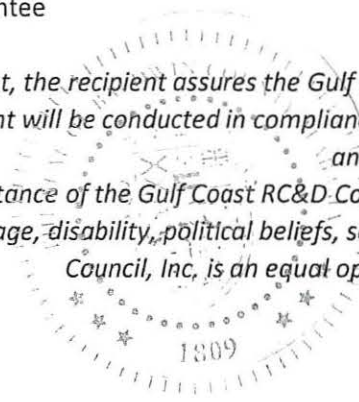 ntee
t, the recipient assures the Gulf
nt will be conducted in complianc
an
tance of the Gulf Coast RC&D Co
age, disability, political beliefs, s
Council, Inc. is an equal op
1809